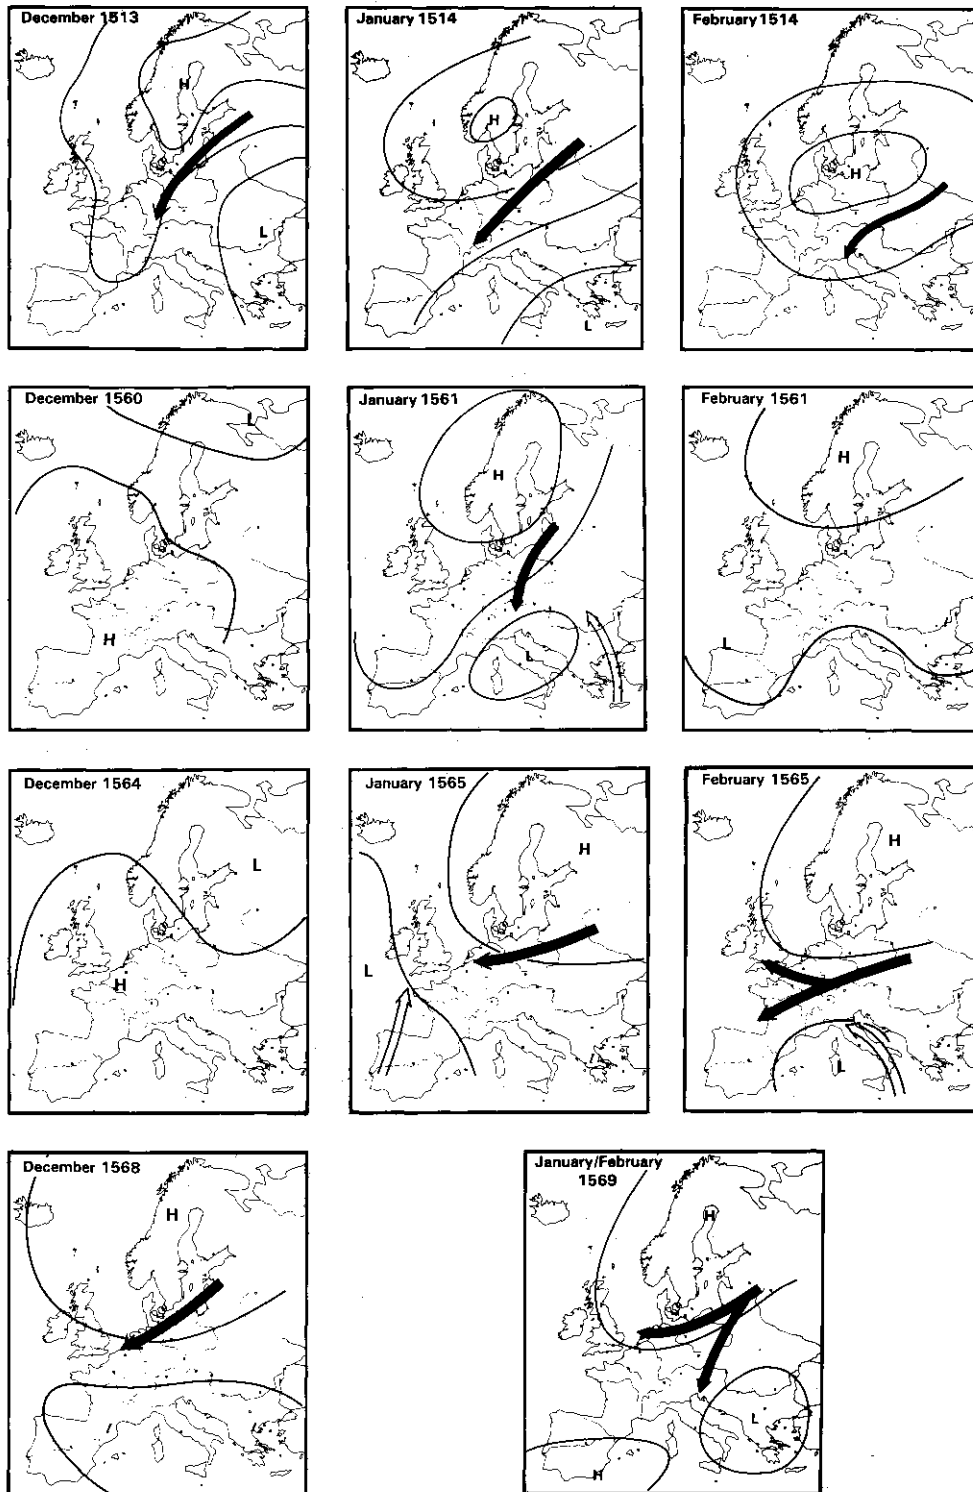 December 1513
H
L
January 1514
H
L
February 1514
H
December 1560
L
H
January 1561
H
L
February 1561
H
L
December 1564
L
H
January 1565
H
L
February 1565
H
L
December 1568
H
January/February
1569
H
L
H